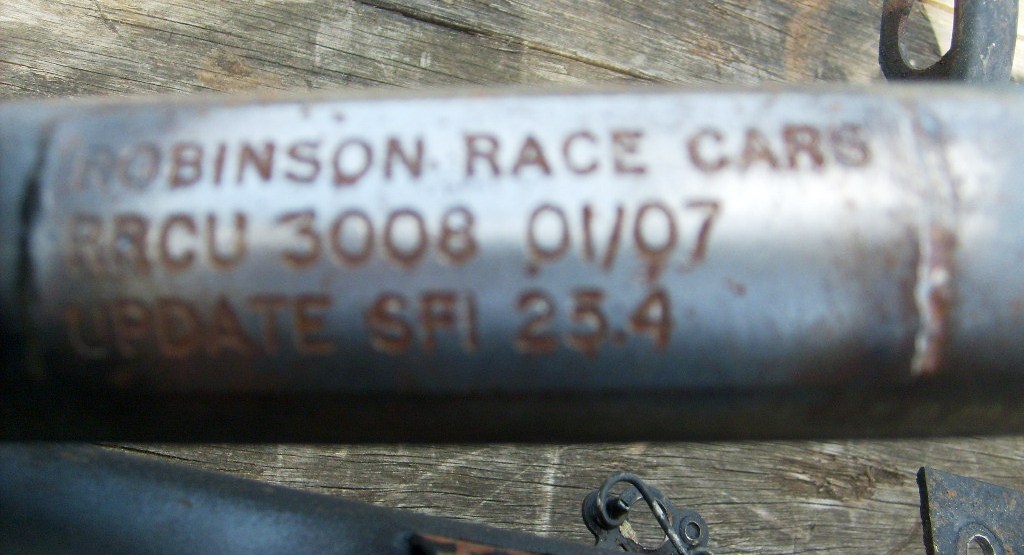 ROBINSON RACE CARS
RRCU 3008 01/07
UPDATE SFI 25.4